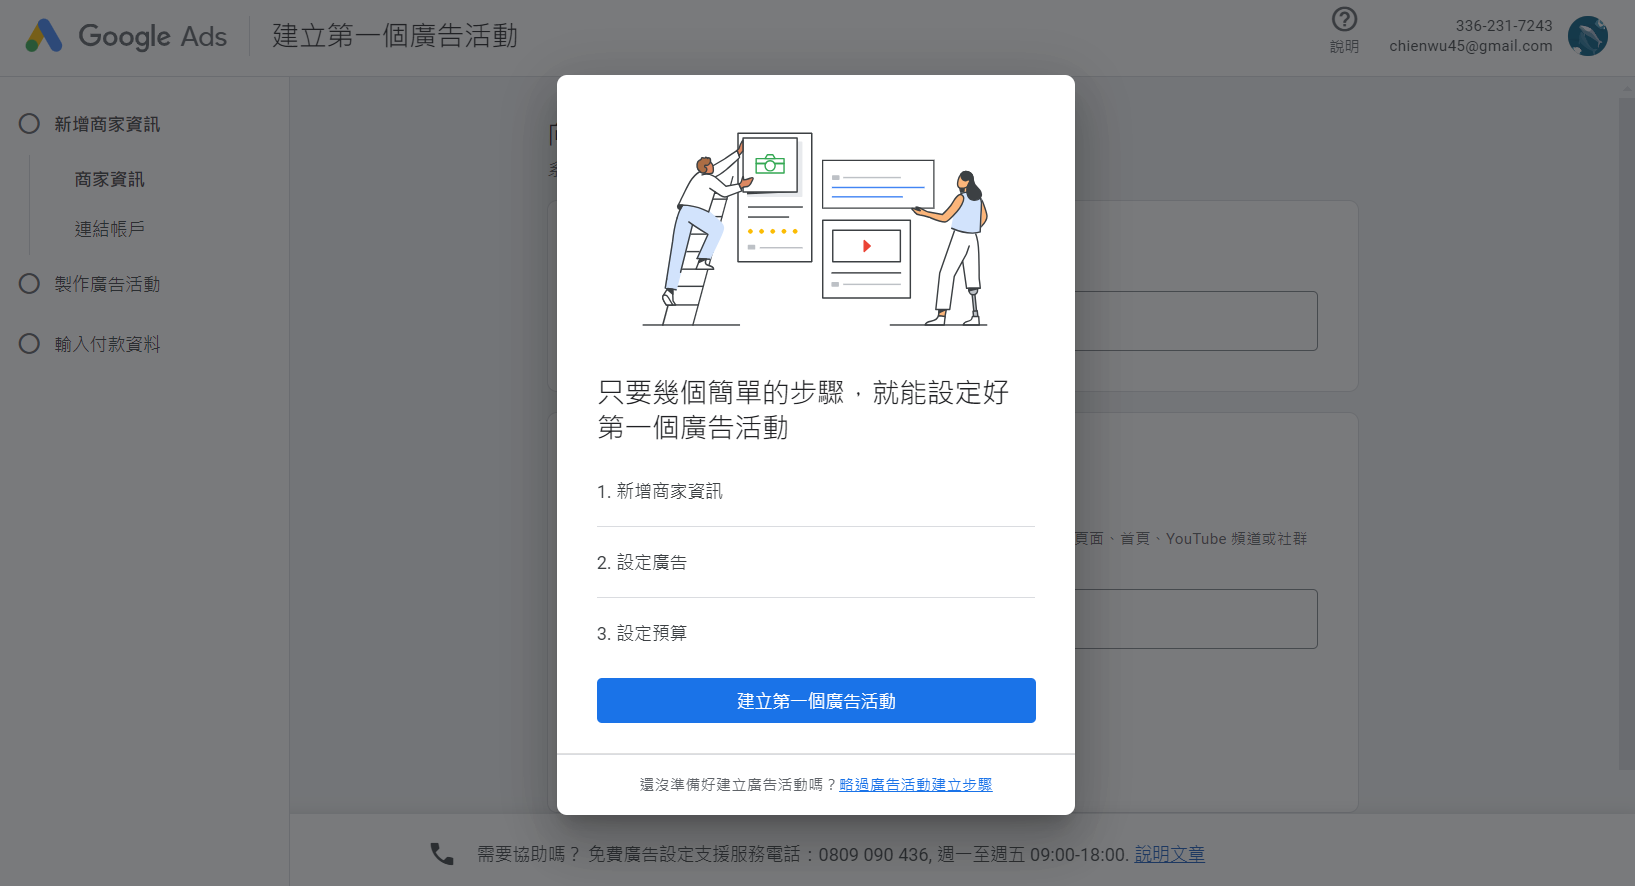 Google Ads
建立第一個廣告活動
說明
336-231-7243
chienwu45@gmail.com
新增商家資訊
商家資訊
連結帳戶
製作廣告活動
輸入付款資料
只要幾個簡單的步驟，就能設定好
第一個廣告活動
1. 新增商家資訊
2. 設定廣告
3. 設定預算
建立第一個廣告活動
還沒準備好建立廣告活動嗎？略過廣告活動建立步驟
頁面、首頁、YouTube 頻道或社群
需要協助嗎？ 免費廣告設定支援服務電話：0809 090 436, 週一至週五 09:00-18:00. 說明文章